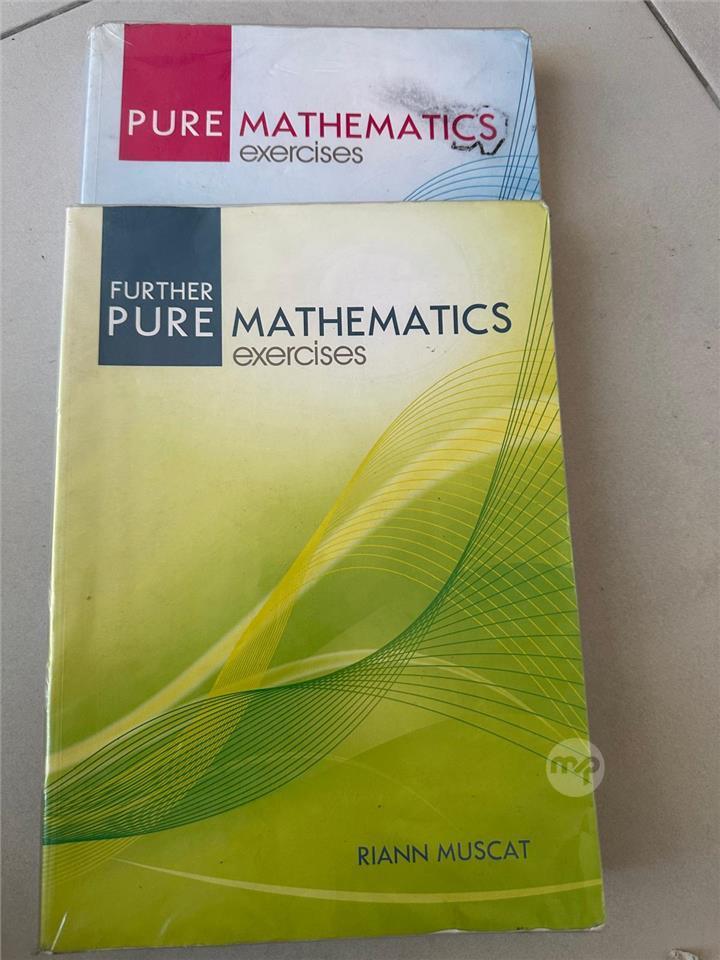 PURE MATHEMATICS
exercises
FURTHER
PURE MATHEMATICS
exercises
m/p
RIANN MUSCAT